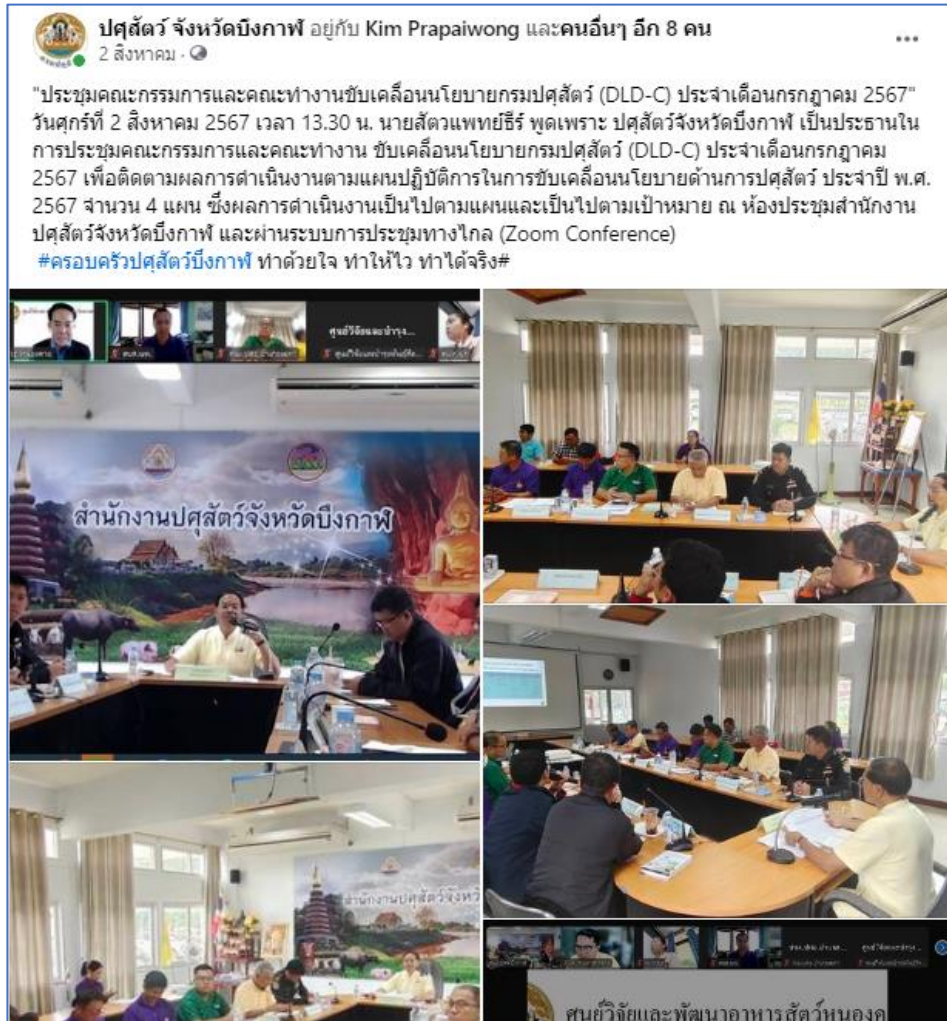 ปศุสัตว์ จังหวัดบึงกาฬ อยู่กับ Kim Prapaiwong และคนอื่นๆ อีก 8 คน
2 สิงหาคม ·
"ประชุมคณะกรรมการและคณะทำงานขับเคลื่อนนโยบายกรมปศุสัตว์ (DLD-C) ประจำเดือนกรกฎาคม 2567"
วันศุกร์ที่ 2 สิงหาคม 2567 เวลา 13.30 น. นายสัตวแพทย์ธีร์ พูดเพราะ ปศุสัตว์จังหวัดบึงกาฬ เป็นประธานใน
การประชุมคณะกรรมการและคณะทำงาน ขับเคลื่อนนโยบายกรมปศุสัตว์ (DLD-C) ประจำเดือนกรกฎาคม
2567 เพื่อติดตามผลการดำเนินงานตามแผนปฏิบัติการในการขับเคลื่อนนโยบายด้านการปศุสัตว์ ประจำปี พ.ศ.
2567 จำนวน 4 แผน ซึ่งผลการดำเนินงานเป็นไปตามแผนและเป็นไปตามเป้าหมาย ณ ห้องประชุมสำนักงาน
ปศุสัตว์จังหวัดบึงกาฬ และผ่านระบบการประชุมทางไกล (Zoom Conference)
#ครอบครัวปศุสัตว์บึงกาฬ ทำด้วยใจ ทำให้ไว ทำได้จริง#
ศูนย์วิจัยและบำรุง...
สำนักงานปศุสัตว์จังหวัดบึงกาฬ
สำนักงานปศุสัตว์จังหวั
ศูนย์วิจัยและพัฒนาอาหารสัตว์หนองค